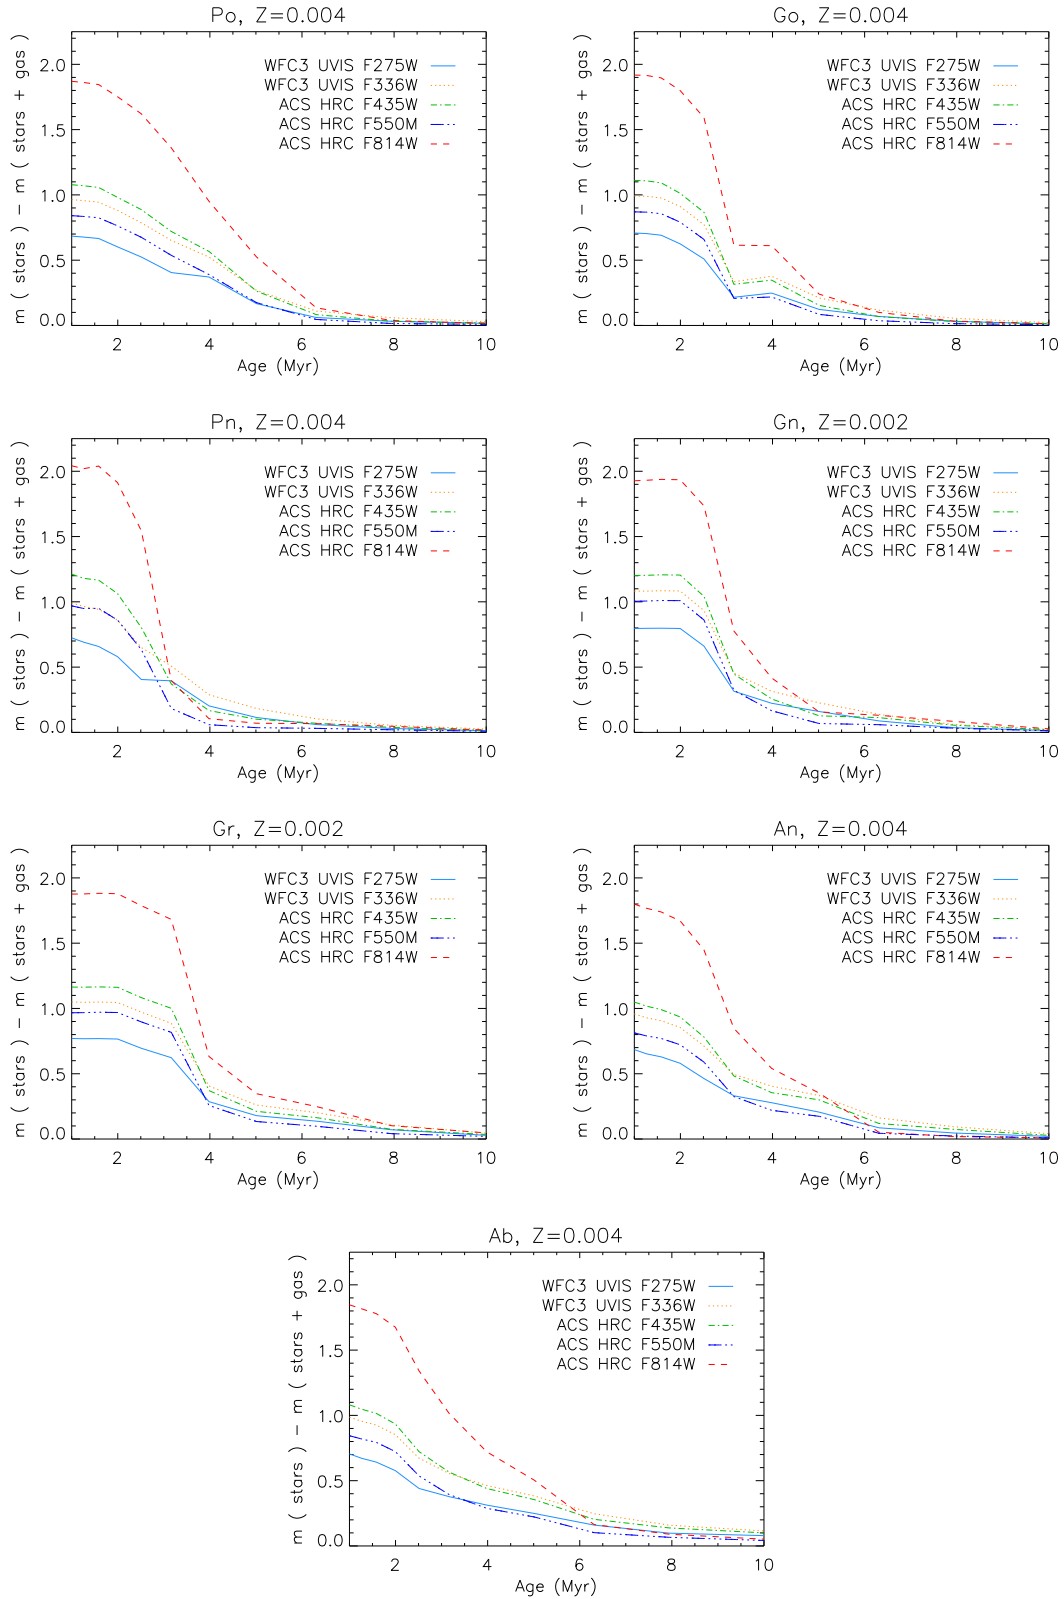 Po, Z=0.004
m ( stars ) − m ( stars + gas )
2.0
1.5
1.0
0.5
0.0
WFC3 UVIS F275W
WFC3 UVIS F336W
ACS HRC F435W
ACS HRC F550M
ACS HRC F814W
2 4 6 8 10
Age (Myr)
Go, Z=0.004
m ( stars ) − m ( stars + gas )
2.0
1.5
1.0
0.5
0.0
WFC3 UVIS F275W
WFC3 UVIS F336W
ACS HRC F435W
ACS HRC F550M
ACS HRC F814W
2 4 6 8 10
Age (Myr)
Pn, Z=0.004
m ( stars ) − m ( stars + gas )
2.0
1.5
1.0
0.5
0.0
WFC3 UVIS F275W
WFC3 UVIS F336W
ACS HRC F435W
ACS HRC F550M
ACS HRC F814W
2 4 6 8 10
Age (Myr)
Gn, Z=0.002
m ( stars ) − m ( stars + gas )
2.0
1.5
1.0
0.5
0.0
WFC3 UVIS F275W
WFC3 UVIS F336W
ACS HRC F435W
ACS HRC F550M
ACS HRC F814W
2 4 6 8 10
Age (Myr)
Gr, Z=0.002
m ( stars ) − m ( stars + gas )
2.0
1.5
1.0
0.5
0.0
WFC3 UVIS F275W
WFC3 UVIS F336W
ACS HRC F435W
ACS HRC F550M
ACS HRC F814W
2 4 6 8 10
Age (Myr)
An, Z=0.004
m ( stars ) − m ( stars + gas )
2.0
1.5
1.0
0.5
0.0
WFC3 UVIS F275W
WFC3 UVIS F336W
ACS HRC F435W
ACS HRC F550M
ACS HRC F814W
2 4 6 8 10
Age (Myr)
Ab, Z=0.004
m ( stars ) − m ( stars + gas )
2.0
1.5
1.0
0.5
0.0
WFC3 UVIS F275W
WFC3 UVIS F336W
ACS HRC F435W
ACS HRC F550M
ACS HRC F814W
2 4 6 8 10
Age (Myr)